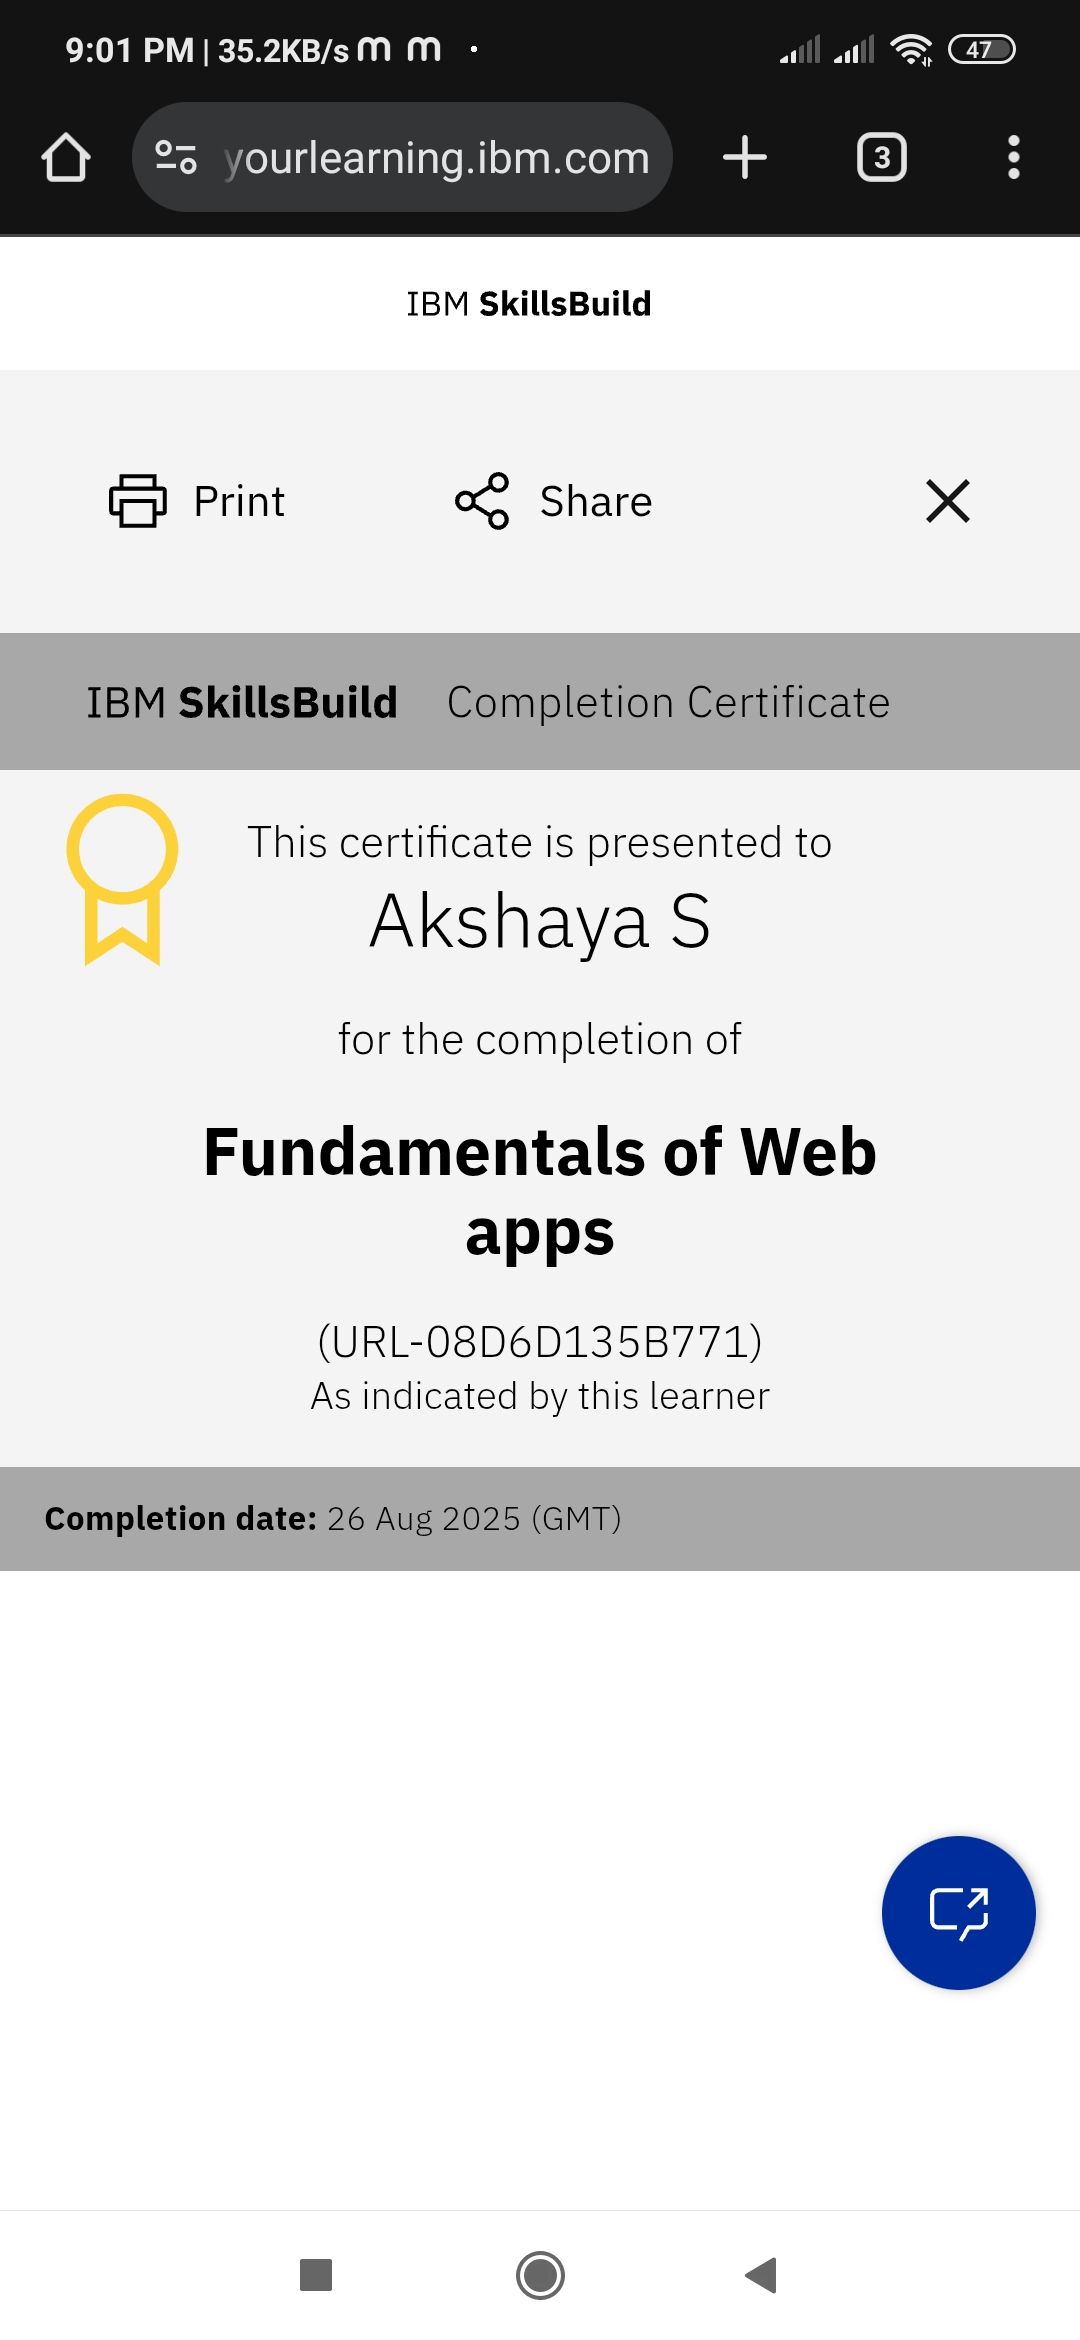 9:01 PM | 35.2KB/s m m · 47
yourlearning.ibm.com 3
IBM SkillsBuild
Print Share
IBM SkillsBuild Completion Certificate
This certificate is presented to
Akshaya S
for the completion of
Fundamentals of Web
apps
(URL-08D6D135B771)
As indicated by this learner
Completion date: 26 Aug 2025 (GMT)